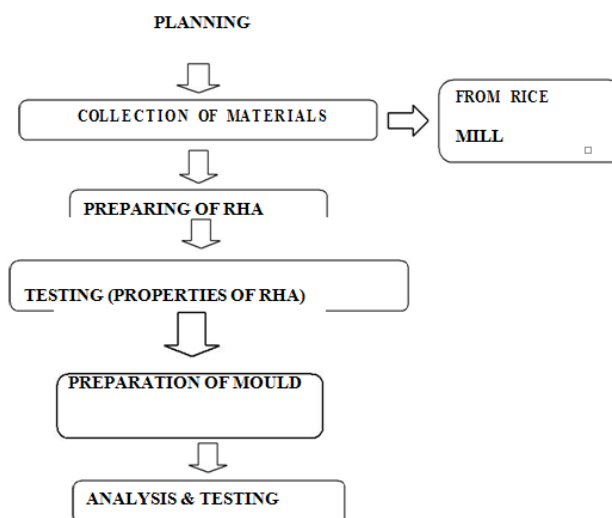 PLANNING
COLLECTION OF MATERIALS
FROM RICE
MILL
PREPARING OF RHA
TESTING (PROPERTIES OF RHA)
PREPARATION OF MOULD
ANALYSIS & TESTING